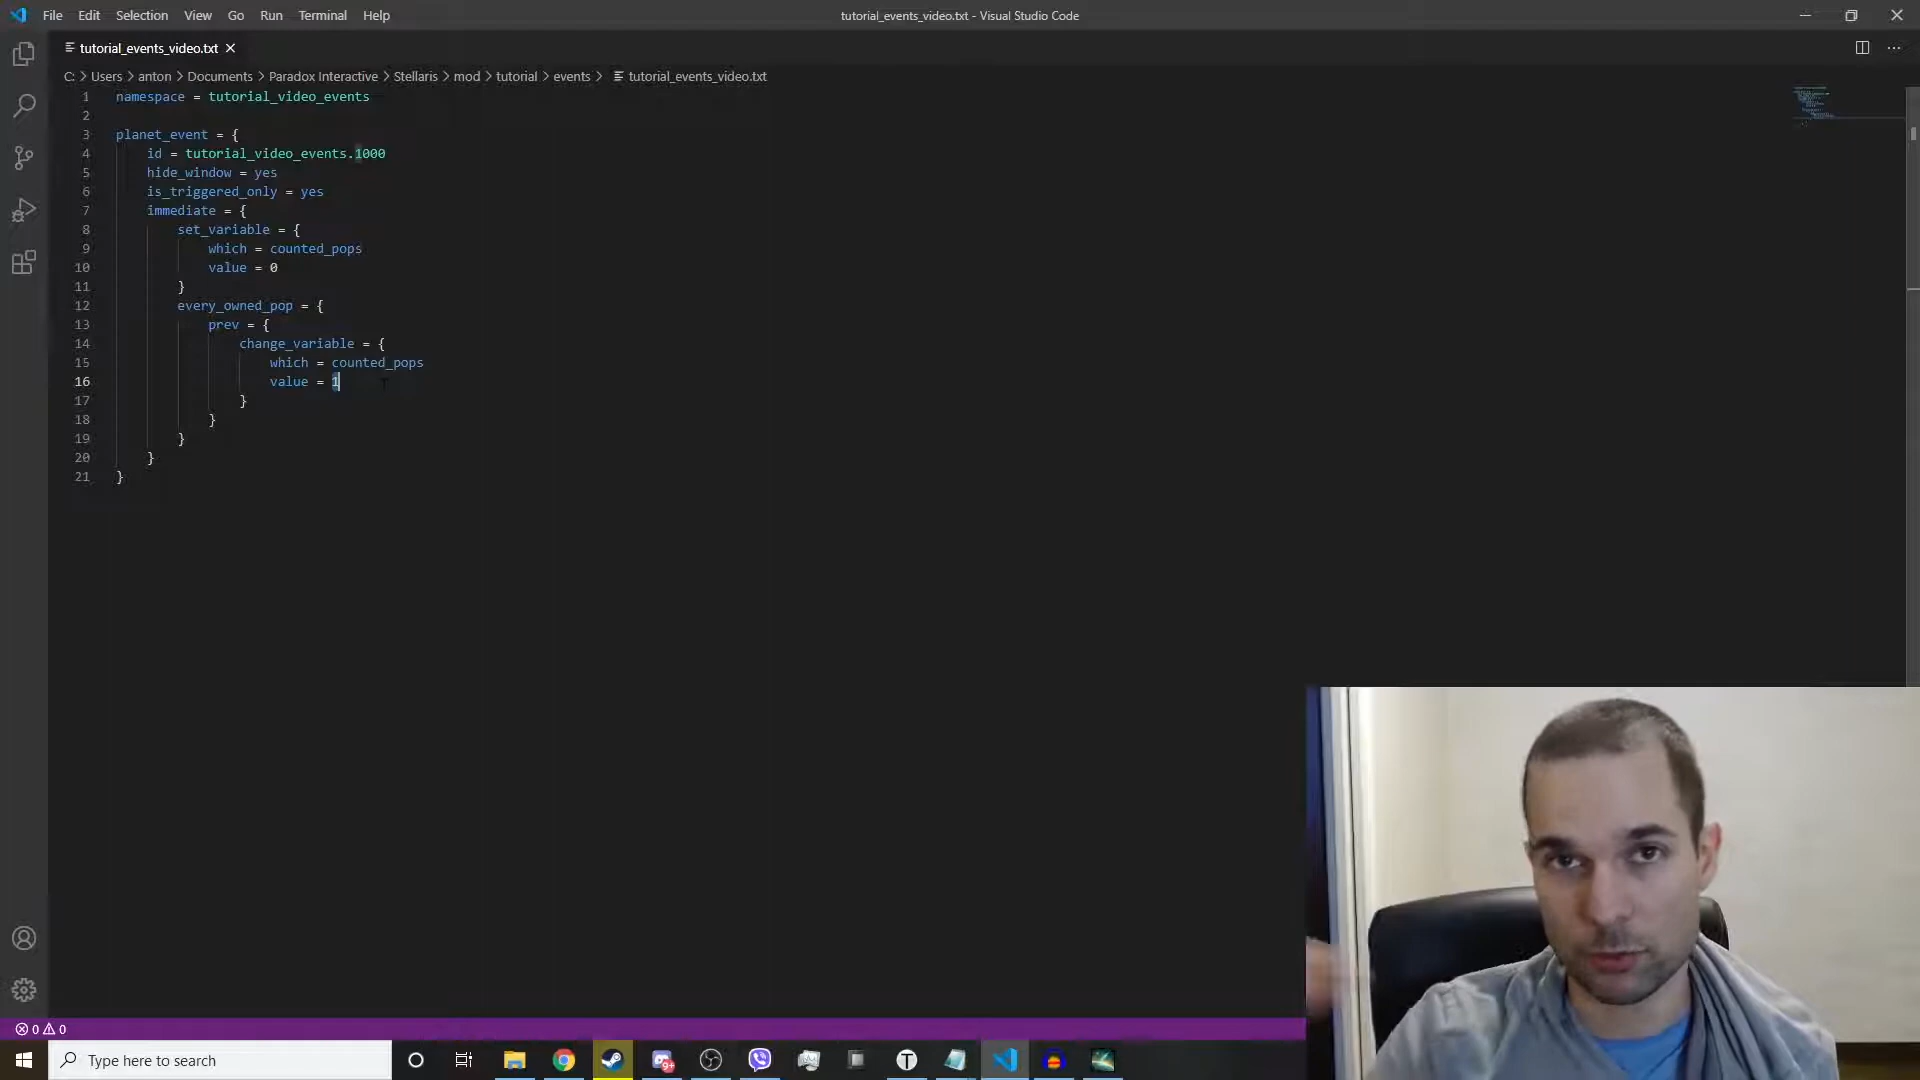 File Edit Selection View Go Run Terminal Help
tutorial_events_video.txt - Visual Studio Code
tutorial_events_video.txt
C: > Users > anton > Documents > Paradox Interactive > Stellaris > mod > tutorial > events > tutorial_events_video.txt
1 namespace = tutorial_video_events
2
3 planet_event = {
4 id = tutorial_video_events.1000
5 hide_window = yes
6 is_triggered_only = yes
7 immediate = {
8 set_variable = {
9 which = counted_pops
10 value = 0
11 }
12 every_owned_pop = {
13 prev = {
14 change_variable = {
15 which = counted_pops
16 value = 1
17 }
18 }
19 }
20 }
21 }
0 0
Type here to search